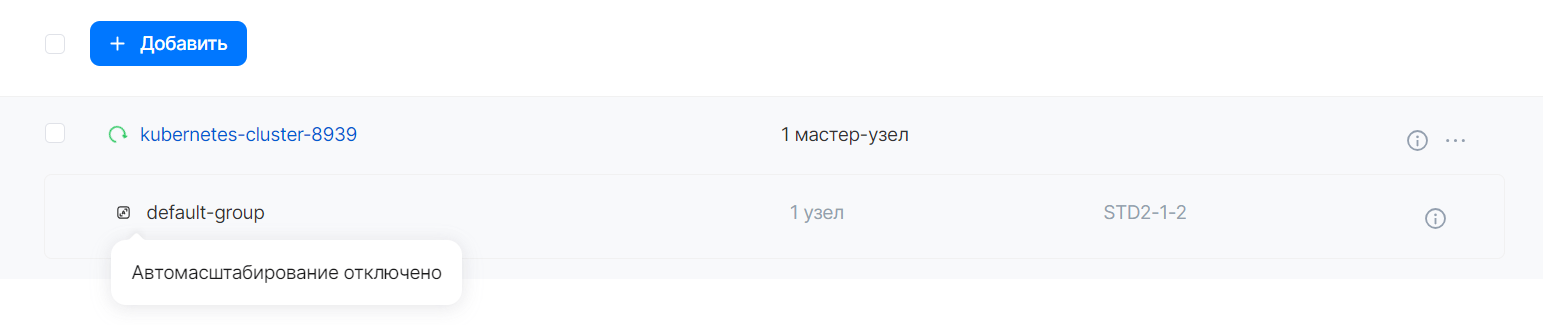 Добавить
kubernetes-cluster-8939 1 мастер-узел
default-group 1 узел STD2-1-2
Автомасштабирование отключено